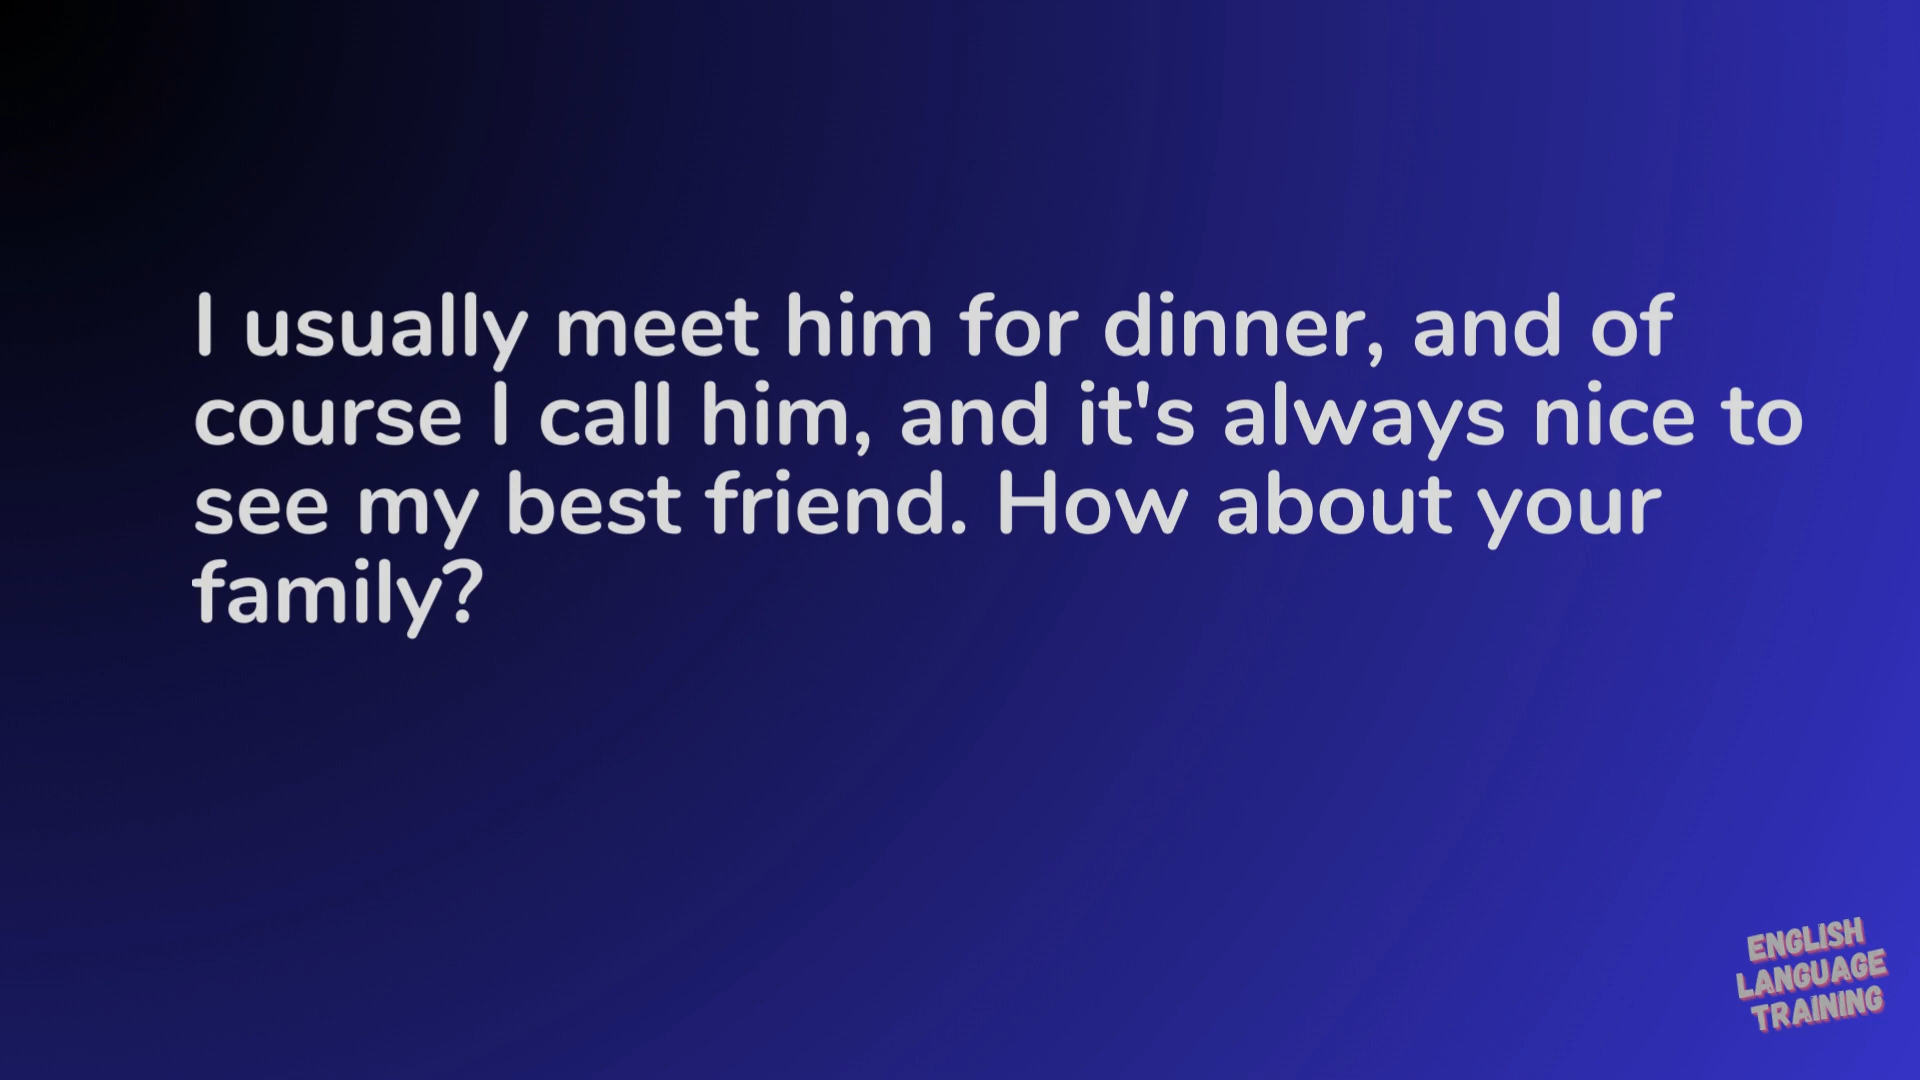 I usually meet him for dinner, and of
course I call him, and it's always nice to
see my best friend. How about your
family?
ENGLISH
LANGUAGE
TRAINING